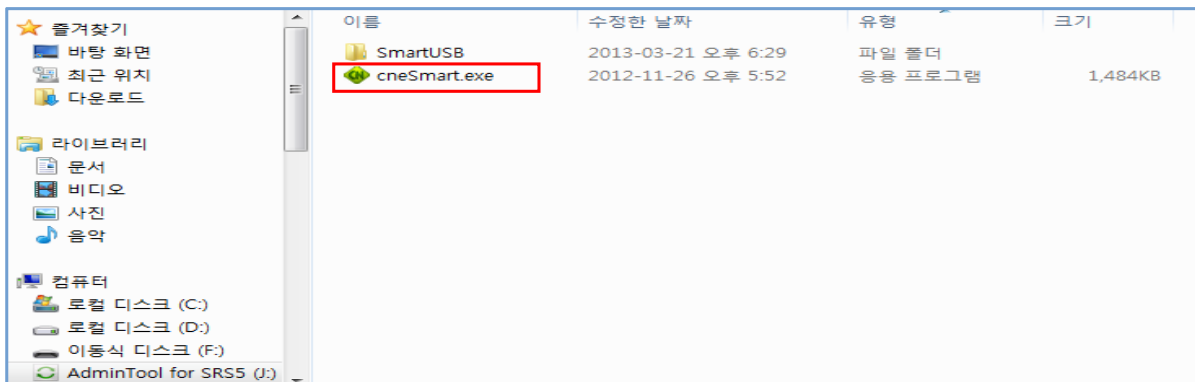 즐겨찾기
바탕 화면
최근 위치
다운로드
라이브러리
문서
비디오
사진
음악
컴퓨터
로컬 디스크 (C:)
로컬 디스크 (D:)
이동식 디스크 (F:)
AdminTool for SRS5 (J:)
이름 수정한 날짜 유형 크기
SmartUSB 2013-03-21 오후 6:29 파일 폴더
cneSmart.exe 2012-11-26 오후 5:52 응용 프로그램 1,484KB